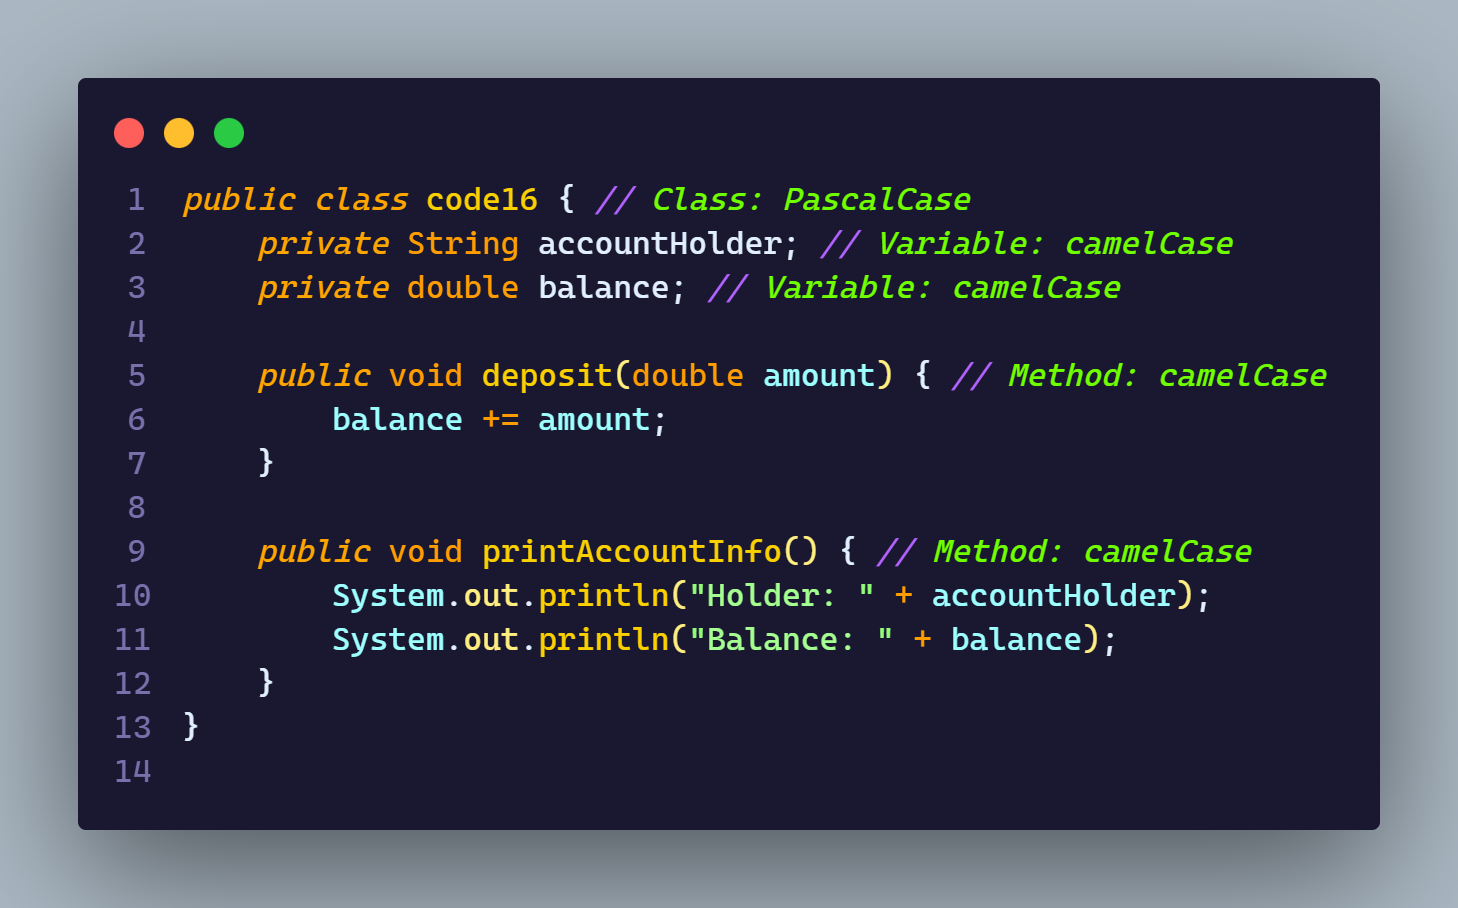 1 public class code16 { // Class: PascalCase
2     private String accountHolder; // Variable: camelCase
3     private double balance; // Variable: camelCase
4
5     public void deposit(double amount) { // Method: camelCase
6         balance += amount;
7     }
8
9     public void printAccountInfo() { // Method: camelCase
10         System.out.println("Holder: " + accountHolder);
11         System.out.println("Balance: " + balance);
12     }
13 }
14